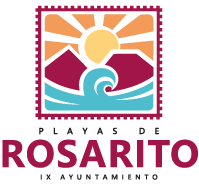 PLAYAS DE
ROSARITO
IX AYUNTAMIENTO